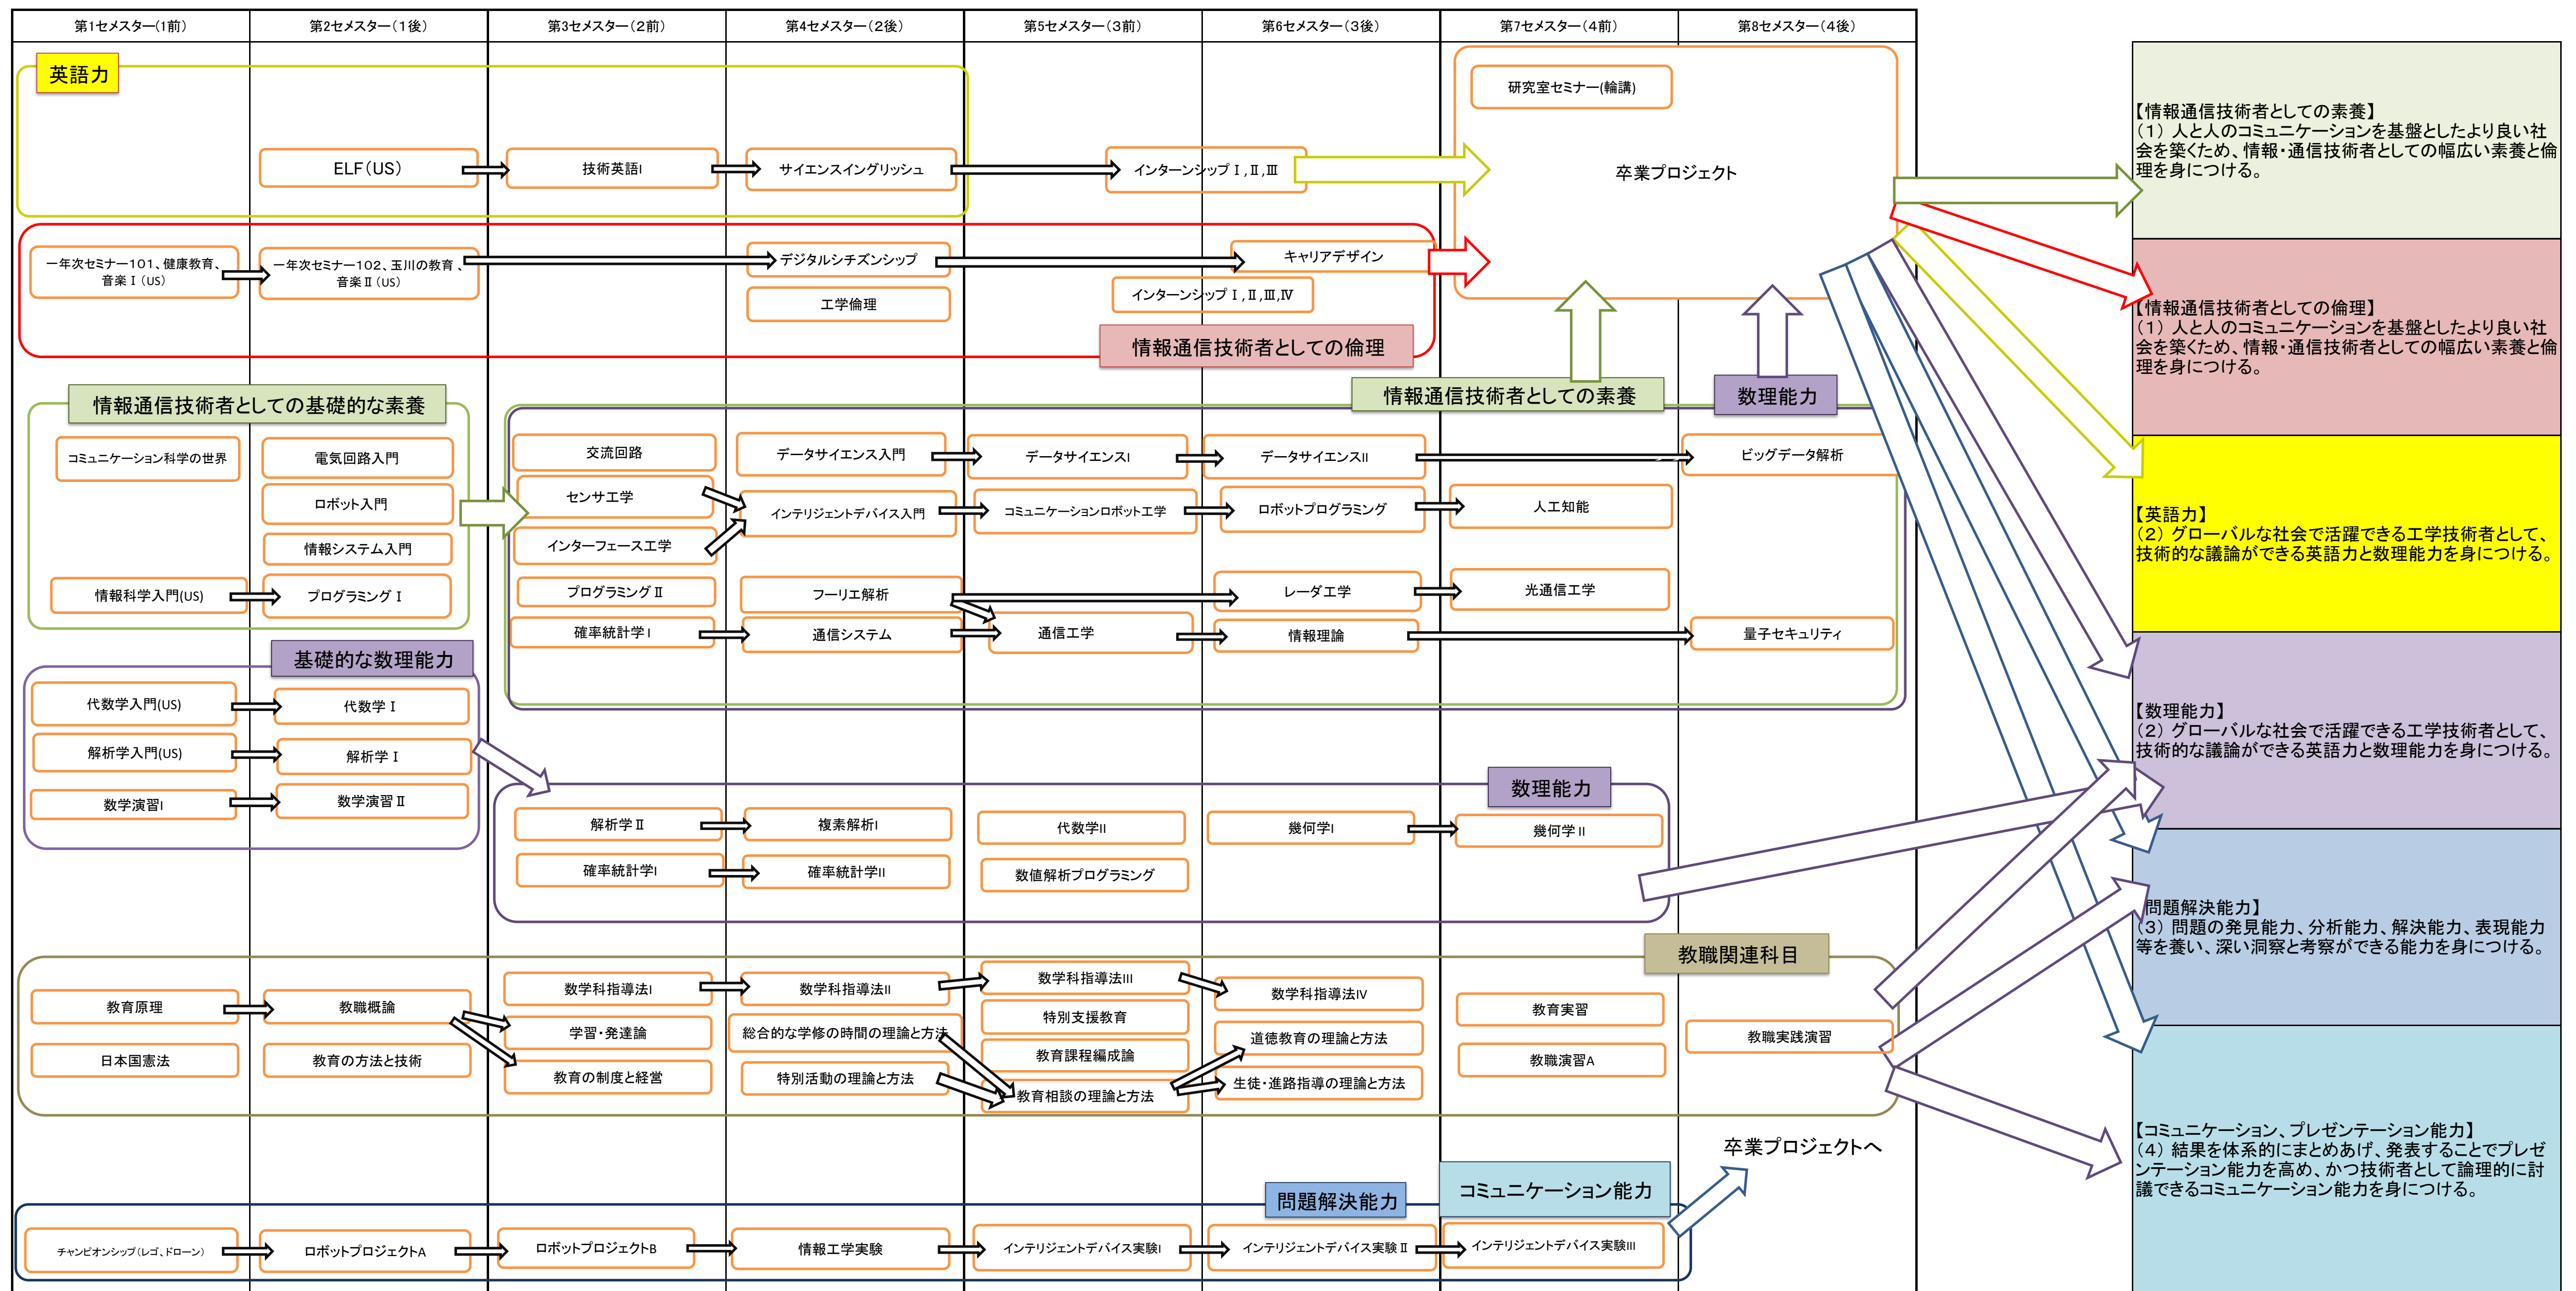 第1セメスター(1前)
第2セメスター(1後)
第3セメスター(2前)
第4セメスター(2後)
第5セメスター(3前)
第6セメスター(3後)
第7セメスター(4前)
第8セメスター(4後)
英語力
ELF(US)
技術英語I
サイエンスイングリッシュ
インターンシップⅠ,Ⅱ,Ⅲ
研究室セミナー(輪講)
卒業プロジェクト
一年次セミナー101、健康教育、
音楽Ⅰ(US)
一年次セミナー102、玉川の教育、
音楽Ⅱ(US)
デジタルシチズンシップ
工学倫理
キャリアデザイン
インターンシップⅠ,Ⅱ,Ⅲ,Ⅳ
情報通信技術者としての倫理
情報通信技術者としての基礎的な素養
情報通信技術者としての素養
数理能力
コミュニケーション科学の世界
電気回路入門
ロボット入門
情報システム入門
情報科学入門(US)
プログラミングⅠ
交流回路
データサイエンス入門
データサイエンスI
データサイエンスII
ビッグデータ解析
センサ工学
インテリジェントデバイス入門
コミュニケーションロボット工学
ロボットプログラミング
人工知能
インターフェース工学
プログラミングⅡ
フーリエ解析
レーダ工学
光通信工学
確率統計学Ⅰ
通信システム
通信工学
情報理論
量子セキュリティ
基礎的な数理能力
代数学入門(US)
代数学Ⅰ
解析学入門(US)
解析学Ⅰ
数学演習I
数学演習Ⅱ
数理能力
解析学Ⅱ
複素解析I
代数学II
幾何学I
幾何学Ⅱ
確率統計学I
確率統計学II
数値解析プログラミング
教職関連科目
教育原理
教職概論
数学科指導法I
数学科指導法II
数学科指導法III
数学科指導法IV
教育実習
日本国憲法
教育の方法と技術
学習・発達論
総合的な学修の時間の理論と方法
特別支援教育
道徳教育の理論と方法
教職実践演習
教育の制度と経営
特別活動の理論と方法
教育課程編成論
教育相談の理論と方法
生徒・進路指導の理論と方法
教職演習A
卒業プロジェクトへ
問題解決能力
コミュニケーション能力
チャンピオンシップ(レゴ、ドローン)
ロボットプロジェクトA
ロボットプロジェクトB
情報工学実験
インテリジェントデバイス実験I
インテリジェントデバイス実験Ⅱ
インテリジェントデバイス実験III
【情報通信技術者としての素養】
(1) 人と人のコミュニケーションを基盤としたより良い社
会を築くため、情報・通信技術者としての幅広い素養と倫
理を身につける。
【情報通信技術者としての倫理】
(1) 人と人のコミュニケーションを基盤としたより良い社
会を築くため、情報・通信技術者としての幅広い素養と倫
理を身につける。
【英語力】
(2) グローバルな社会で活躍できる工学技術者として、
技術的な議論ができる英語力と数理能力を身につける。
【数理能力】
(2) グローバルな社会で活躍できる工学技術者として、
技術的な議論ができる英語力と数理能力を身につける。
問題解決能力】
(3) 問題の発見能力、分析能力、解決能力、表現能力
等を養い、深い洞察と考察ができる能力を身につける。
【コミュニケーション、プレゼンテーション能力】
(4) 結果を体系的にまとめあげ、発表することでプレゼ
ンテーション能力を高め、かつ技術者として論理的に討
議できるコミュニケーション能力を身につける。